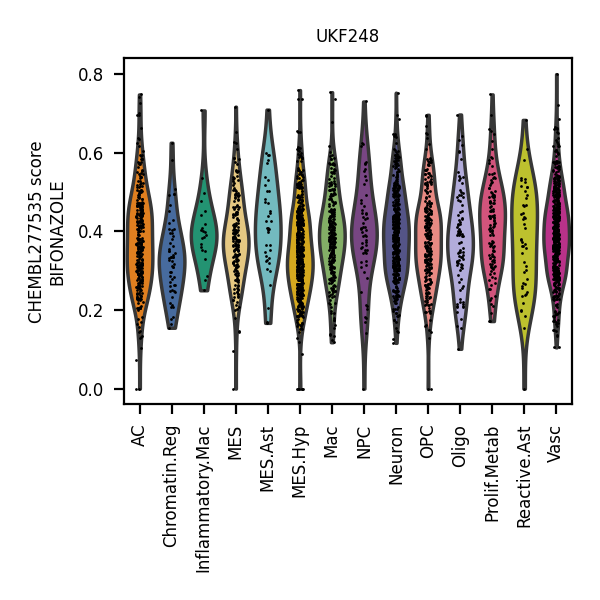 UKF248
CHEMBL277535 score
BIFONAZOLE
0.8
0.6
0.4
0.2
0.0
AC
Chromatin.Reg
Inflammatory.Mac
MES
MES.Ast
MES.Hyp
Mac
NPC
Neuron
OPC
Oligo
Prolif.Metab
Reactive.Ast
Vasc